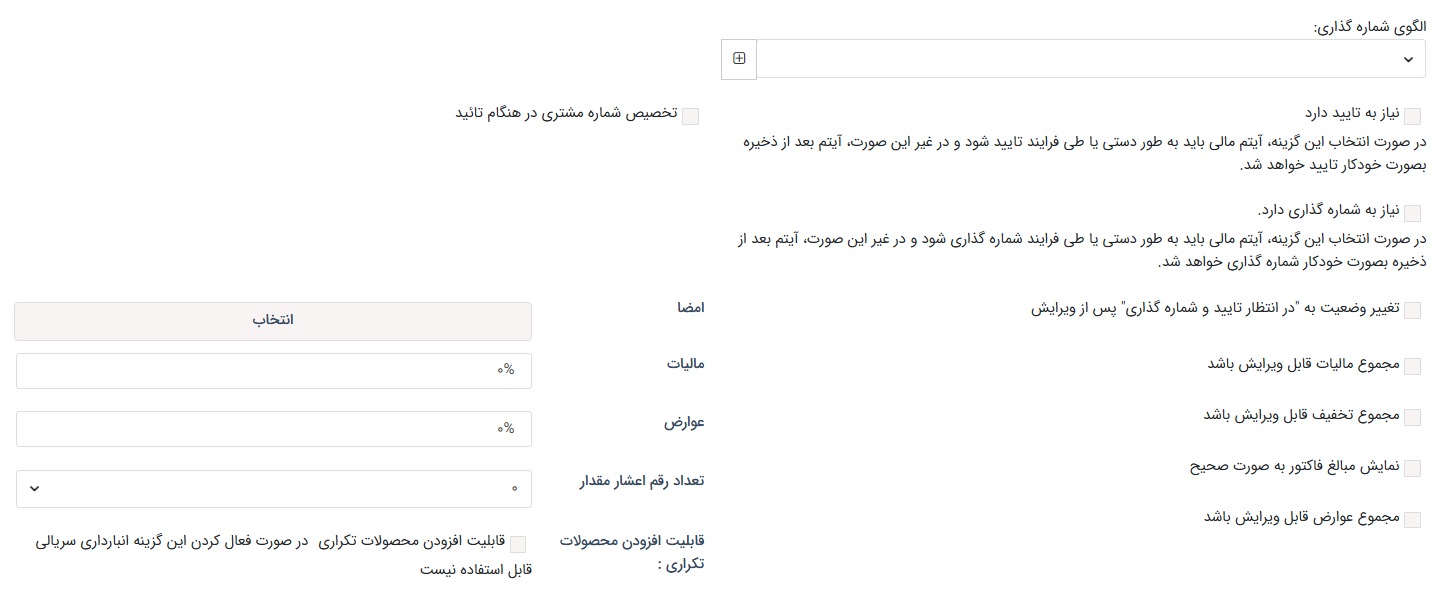 الگوی شماره گذاری:
نیاز به تایید دارد
تخصیص شماره مشتری در هنگام تائید
در صورت انتخاب این گزینه، آیتم مالی باید به طور دستی یا طی فرایند تایید شود و در غیر این صورت، آیتم بعد از ذخیره
بصورت خودکار تایید خواهد شد.
نیاز به شماره گذاری دارد.
در صورت انتخاب این گزینه، آیتم مالی باید به طور دستی یا طی فرایند شماره گذاری شود و در غیر این صورت، آیتم بعد از
ذخیره بصورت خودکار شماره گذاری خواهد شد.
تغییر وضعیت به "در انتظار تایید و شماره گذاری" پس از ویرایش
امضا
انتخاب
مجموع مالیات قابل ویرایش باشد
مالیات
۰%
مجموع تخفیف قابل ویرایش باشد
عوارض
۰%
نمایش مبالغ فاکتور به صورت صحیح
تعداد رقم اعشار مقدار
۰
مجموع عوارض قابل ویرایش باشد
قابلیت افزودن محصولات
تکراری :
قابلیت افزودن محصولات تکراری در صورت فعال کردن این گزینه انبارداری سریالی
قابل استفاده نیست